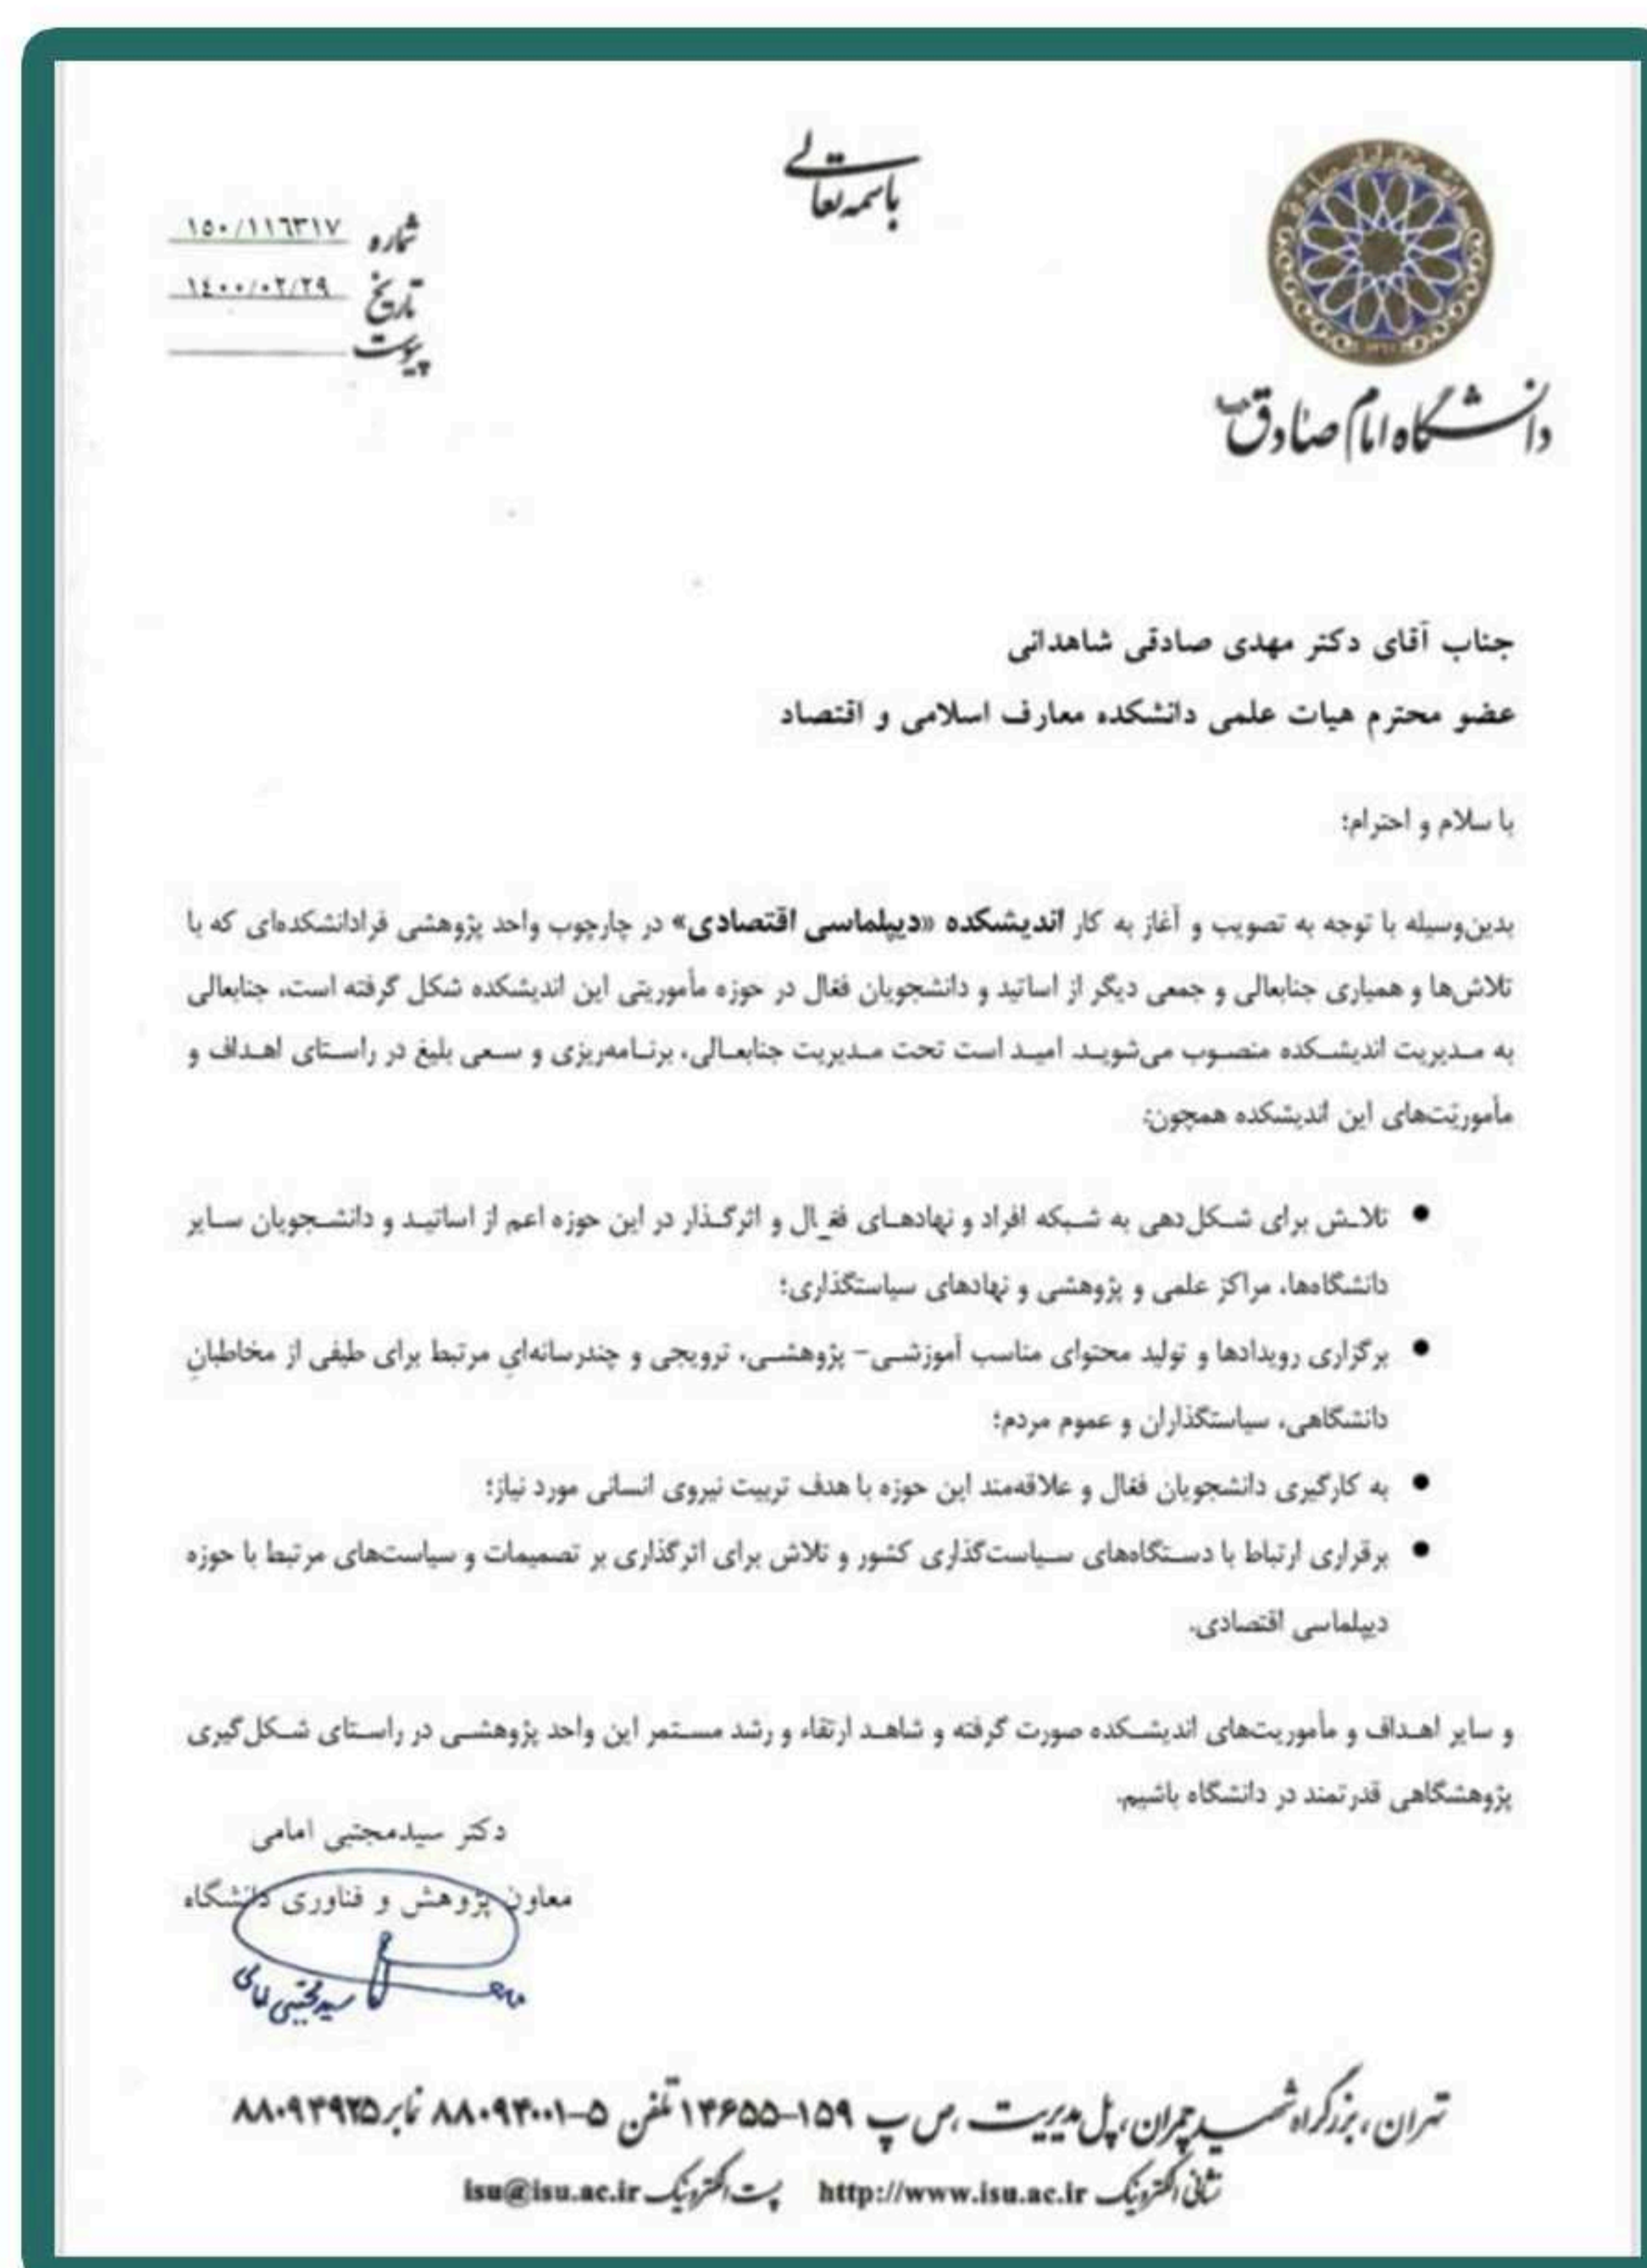 باسمه تعالی
دانشگاه امام صادق
شماره ۱۵۰/۱۱٦۳۱۷
تاریخ ۱٤۰۰/۰۲/۲۹
پیوست
جناب آقای دکتر مهدی صادقی شاهدانی
عضو محترم هیات علمی دانشکده معارف اسلامی و اقتصاد
با سلام و احترام؛
بدین‌وسیله با توجه به تصویب و آغاز به کار اندیشکده «دیپلماسی اقتصادی» در چارچوب واحد پژوهشی فرادانشکده‌ای که با
تلاش‌ها و همیاری جنابعالی و جمعی دیگر از اساتید و دانشجویان فعّال در حوزه مأموریتی این اندیشکده شکل گرفته است، جنابعالی
به مدیریت اندیشکده منصوب می‌شوید. امید است تحت مدیریت جنابعالی، برنامه‌ریزی و سعی بلیغ در راستای اهداف و
مأموریّت‌های این اندیشکده همچون:
• تلاش برای شکل‌دهی به شبکه افراد و نهادهای فعّال و اثرگذار در این حوزه اعم از اساتید و دانشجویان سایر
دانشگاه‌ها، مراکز علمی و پژوهشی و نهادهای سیاستگذاری؛
• برگزاری رویدادها و تولید محتوای مناسب آموزشی- پژوهشی، ترویجی و چندرسانه‌ایِ مرتبط برای طیفی از مخاطبانِ
دانشگاهی، سیاستگذاران و عموم مردم؛
• به کارگیری دانشجویان فعّال و علاقه‌مند این حوزه با هدف تربیت نیروی انسانی مورد نیاز؛
• برقراری ارتباط با دستگاه‌های سیاست‌گذاری کشور و تلاش برای اثرگذاری بر تصمیمات و سیاست‌های مرتبط با حوزه
دیپلماسی اقتصادی.
و سایر اهداف و مأموریت‌های اندیشکده صورت گرفته و شاهد ارتقاء و رشد مستمر این واحد پژوهشی در راستای شکل‌گیری
پژوهشگاهی قدرتمند در دانشگاه باشیم.
دکتر سیدمجتبی امامی
معاون پژوهش و فناوری دانشگاه
سیدمجتبی امامی
تهران، بزرگراه شهید چمران، پل مدیریت، ص پ ۱۵۹-۱۴۶۵۵ تلفن ۵-۸۸۰۹۴۰۰۱ نمابر ۸۸۰۹۴۹۲۵
نشانی الکترونیک http://www.isu.ac.ir پست الکترونیک isu@isu.ac.ir